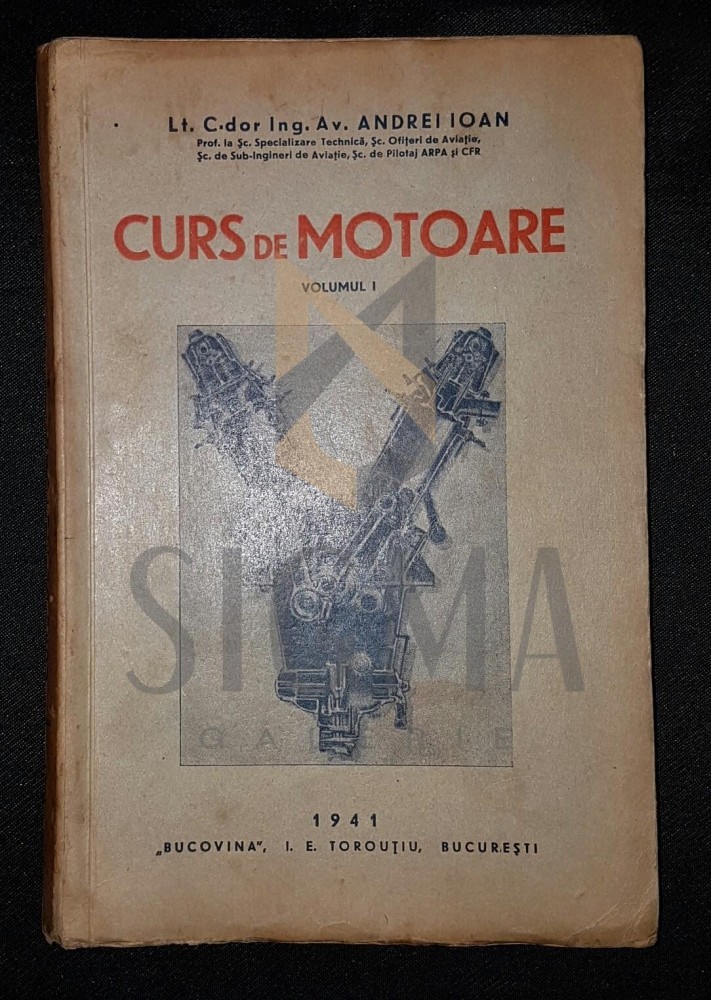 Lt. C-dor Ing. Av. ANDREI IOAN
Prof. la Șc. Specializare Technică, Șc. Ofițeri de Aviație,
Șc. de Sub-Ingineri de Aviație, Șc. de Pilotaj ARPA și CFR
CURS DE MOTOARE
VOLUMUL I
SIGMA
GALERIE
1941
„BUCOVINA", I. E. TOROUȚIU, BUCUREȘTI